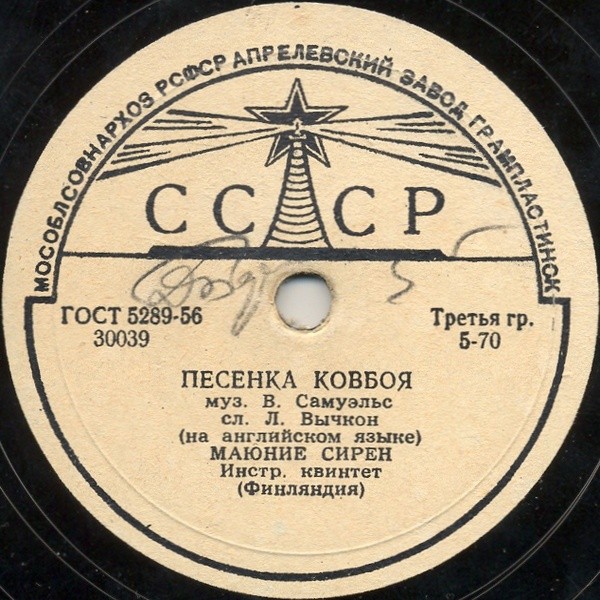 МОСОБЛСОВНАРХОЗ РСФСР АПРЕЛЕВСКИЙ ЗАВОД ГРАМПЛАСТИНОК
СССР
ГОСТ 5289-56
30039
Третья гр.
5-70
ПЕСЕНКА КОВБОЯ
муз. В. Самуэльс
сл. Л. Вычкон
(на английском языке)
МАЮНИЕ СИРЕН
Инстр. квинтет
(Финляндия)